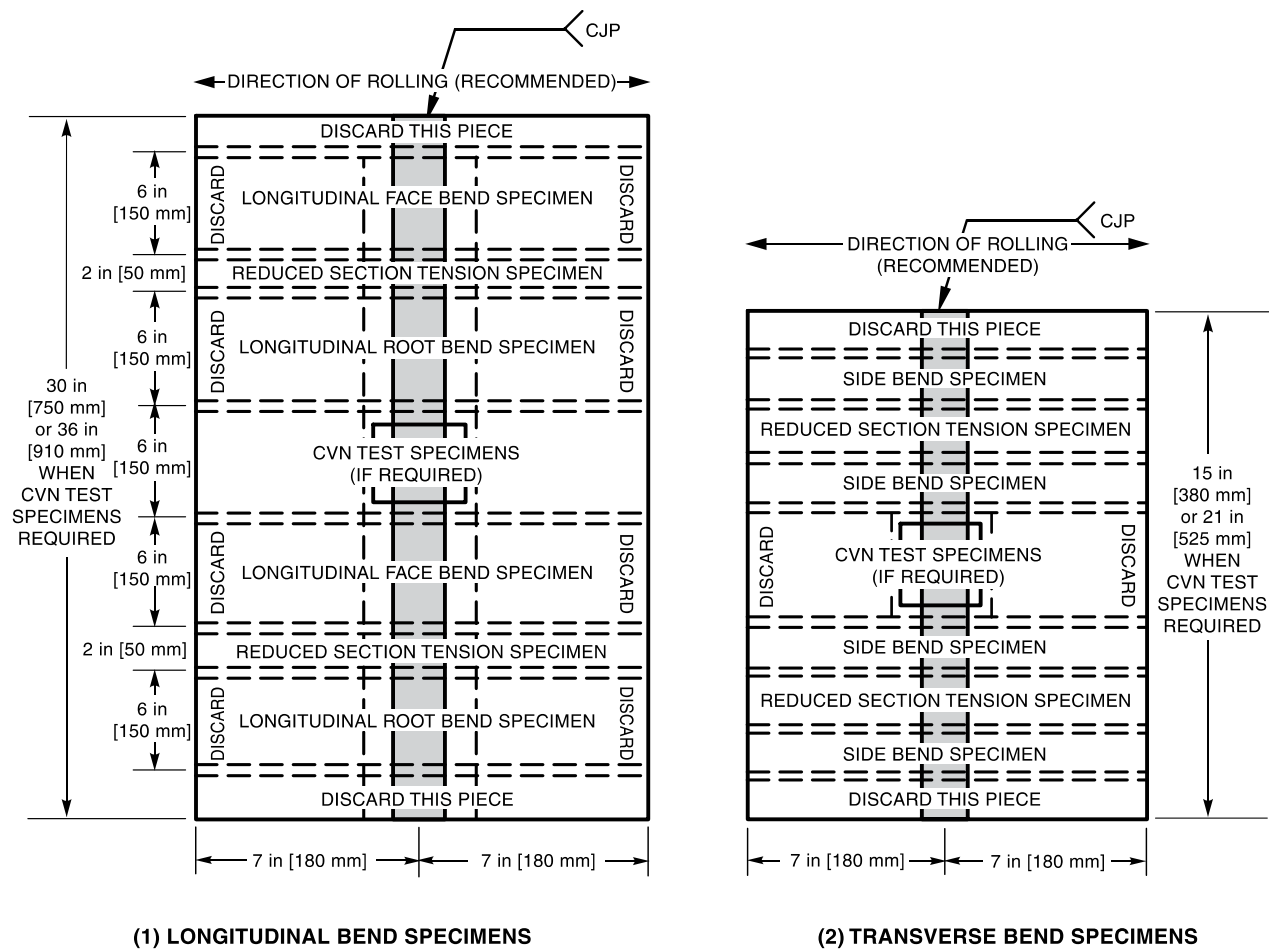 CJP
DIRECTION OF ROLLING (RECOMMENDED)
DISCARD THIS PIECE
6 in
[150 mm]
DISCARD
LONGITUDINAL FACE BEND SPECIMEN
DISCARD
2 in [50 mm]
REDUCED SECTION TENSION SPECIMEN
6 in
[150 mm]
DISCARD
LONGITUDINAL ROOT BEND SPECIMEN
DISCARD
30 in
[750 mm]
or 36 in
[910 mm]
WHEN
CVN TEST
SPECIMENS
REQUIRED
6 in
[150 mm]
CVN TEST SPECIMENS
(IF REQUIRED)
6 in
[150 mm]
DISCARD
LONGITUDINAL FACE BEND SPECIMEN
DISCARD
2 in [50 mm]
REDUCED SECTION TENSION SPECIMEN
6 in
[150 mm]
DISCARD
LONGITUDINAL ROOT BEND SPECIMEN
DISCARD
DISCARD THIS PIECE
7 in [180 mm]
7 in [180 mm]
(1) LONGITUDINAL BEND SPECIMENS
CJP
DIRECTION OF ROLLING
(RECOMMENDED)
DISCARD THIS PIECE
SIDE BEND SPECIMEN
REDUCED SECTION TENSION SPECIMEN
SIDE BEND SPECIMEN
DISCARD
CVN TEST SPECIMENS
(IF REQUIRED)
DISCARD
15 in
[380 mm]
or 21 in
[525 mm]
WHEN
CVN TEST
SPECIMENS
REQUIRED
SIDE BEND SPECIMEN
REDUCED SECTION TENSION SPECIMEN
SIDE BEND SPECIMEN
DISCARD THIS PIECE
7 in [180 mm]
7 in [180 mm]
(2) TRANSVERSE BEND SPECIMENS